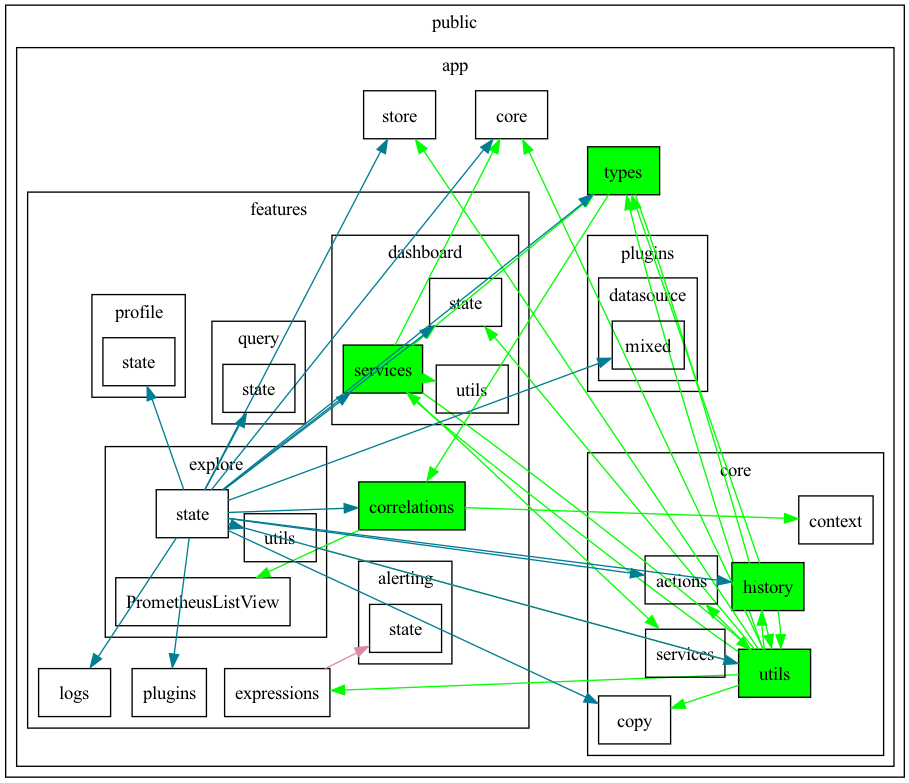 public
app
store
core
types
features
dashboard
plugins
state
datasource
profile
query
mixed
state
state
services
utils
explore
core
state
correlations
context
utils
alerting
actions
history
PrometheusListView
state
services
utils
logs
plugins
expressions
copy